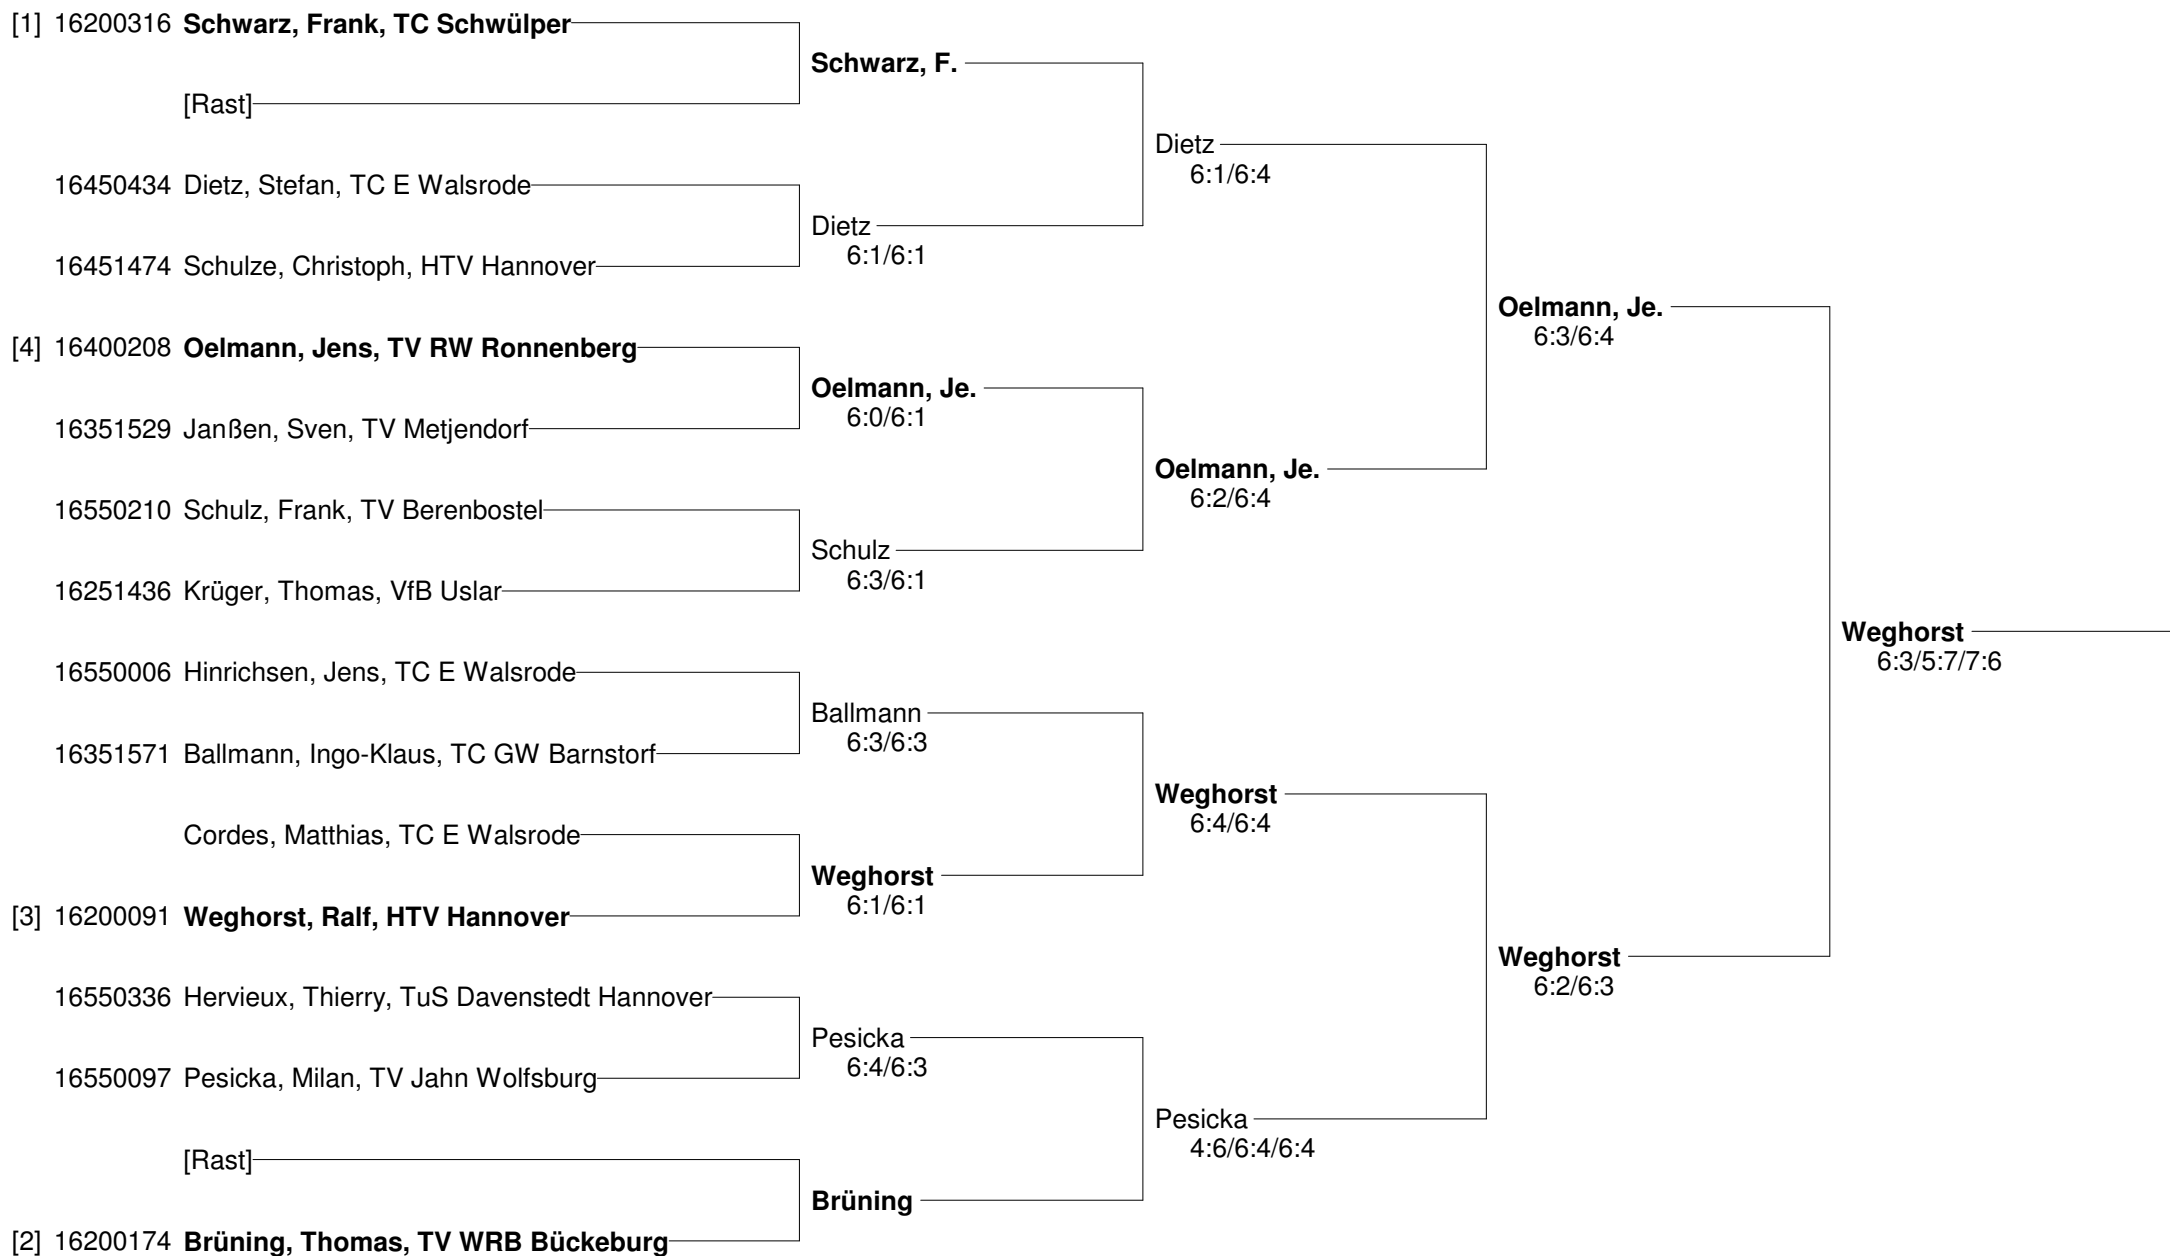 [1] 16200316 Schwarz, Frank, TC Schwülper
[Rast]
16450434 Dietz, Stefan, TC E Walsrode
16451474 Schulze, Christoph, HTV Hannover
[4] 16400208 Oelmann, Jens, TV RW Ronnenberg
16351529 Janßen, Sven, TV Metjendorf
16550210 Schulz, Frank, TV Berenbostel
16251436 Krüger, Thomas, VfB Uslar
16550006 Hinrichsen, Jens, TC E Walsrode
16351571 Ballmann, Ingo-Klaus, TC GW Barnstorf
Cordes, Matthias, TC E Walsrode
[3] 16200091 Weghorst, Ralf, HTV Hannover
16550336 Hervieux, Thierry, TuS Davenstedt Hannover
16550097 Pesicka, Milan, TV Jahn Wolfsburg
[Rast]
[2] 16200174 Brüning, Thomas, TV WRB Bückeburg
Schwarz, F.
Dietz
6:1/6:1
Oelmann, Je.
6:0/6:1
Schulz
6:3/6:1
Ballmann
6:3/6:3
Weghorst
6:1/6:1
Pesicka
6:4/6:3
Brüning
Dietz
6:1/6:4
Oelmann, Je.
6:2/6:4
Weghorst
6:4/6:4
Pesicka
4:6/6:4/6:4
Oelmann, Je.
6:3/6:4
Weghorst
6:2/6:3
Weghorst
6:3/5:7/7:6